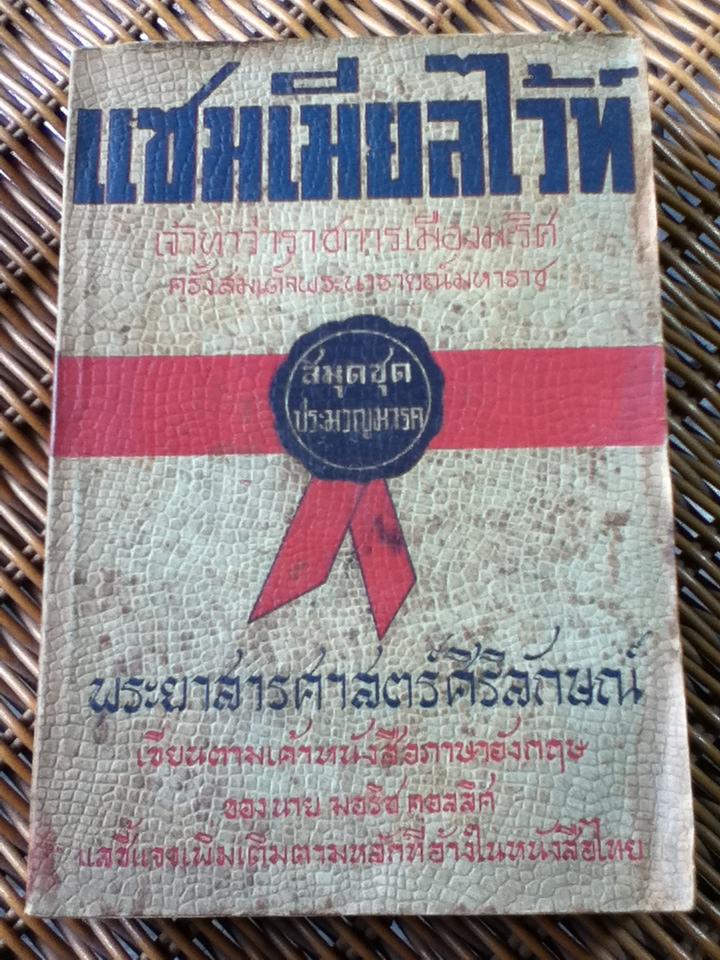 แซมเมียลไว้ท์
เจ้าท่าว่าราชการเมืองมะริศ
ครั้งสมเด็จพระนารายณ์มหาราช
สมุดชุด
ประมวญมารค
พระยาสารศาสตร์ศิริลักษณ์
เขียนตามเค้าหนังสือภาษาอังกฤษ
ของนาย มอริซ คอลลิศ
แลชี้แจงเพิ่มเติมตามหลักที่อ้างในหนังสือไทย